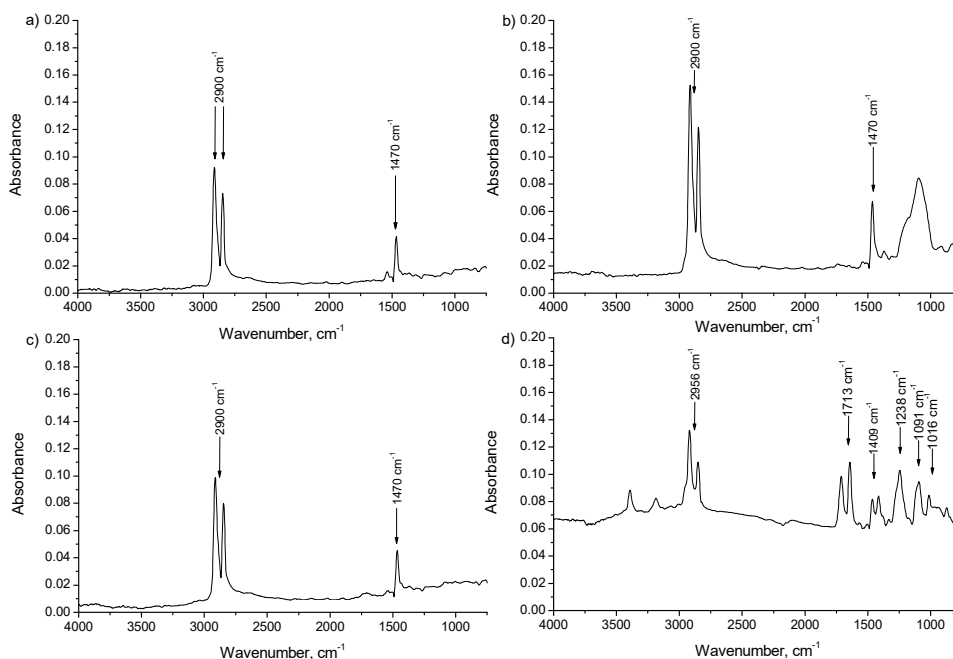 a)
2900 cm⁻¹
1470 cm⁻¹
Absorbance
0.20
0.18
0.16
0.14
0.12
0.10
0.08
0.06
0.04
0.02
0.00
4000 3500 3000 2500 2000 1500 1000
Wavenumber, cm⁻¹
b)
2900 cm⁻¹
1470 cm⁻¹
Absorbance
0.20
0.18
0.16
0.14
0.12
0.10
0.08
0.06
0.04
0.02
0.00
4000 3500 3000 2500 2000 1500 1000
Wavenumber, cm⁻¹
c)
2900 cm⁻¹
1470 cm⁻¹
Absorbance
0.20
0.18
0.16
0.14
0.12
0.10
0.08
0.06
0.04
0.02
0.00
4000 3500 3000 2500 2000 1500 1000
Wavenumber, cm⁻¹
d)
2956 cm⁻¹
1713 cm⁻¹
1409 cm⁻¹
1238 cm⁻¹
1091 cm⁻¹
1016 cm⁻¹
Absorbance
0.20
0.18
0.16
0.14
0.12
0.10
0.08
0.06
0.04
0.02
0.00
4000 3500 3000 2500 2000 1500 1000
Wavenumber, cm⁻¹